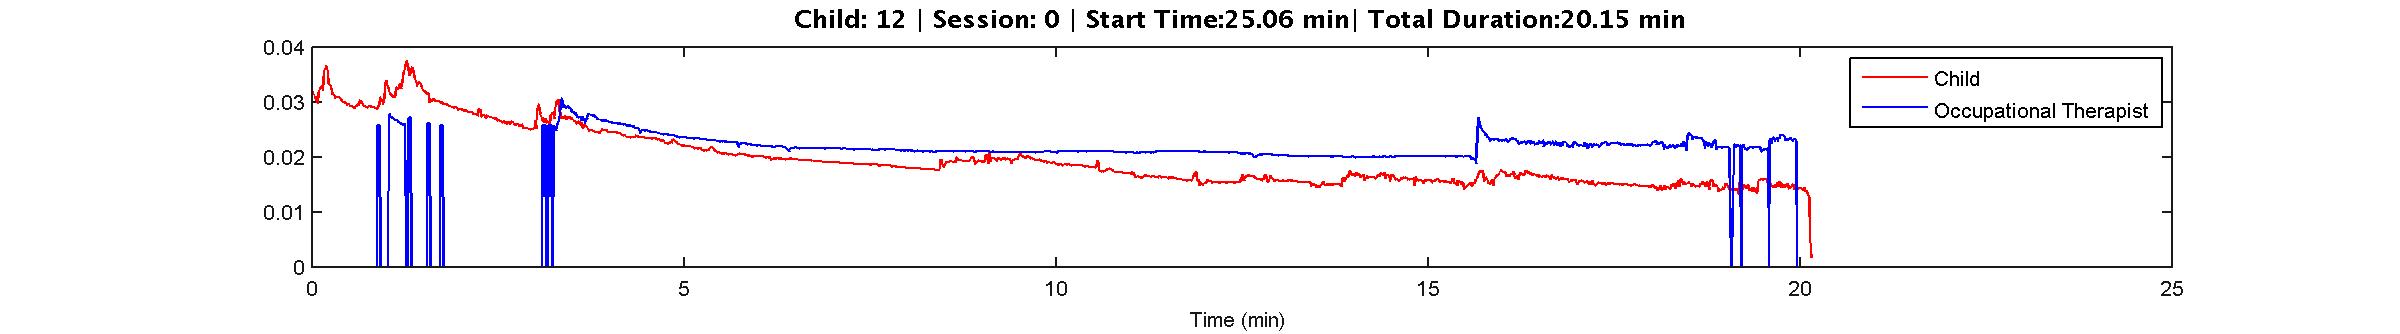 Child: 12 | Session: 0 | Start Time:25.06 min| Total Duration:20.15 min
0.04
0.03
0.02
0.01
0
Child
Occupational Therapist
0 5 10 15 20 25
Time (min)